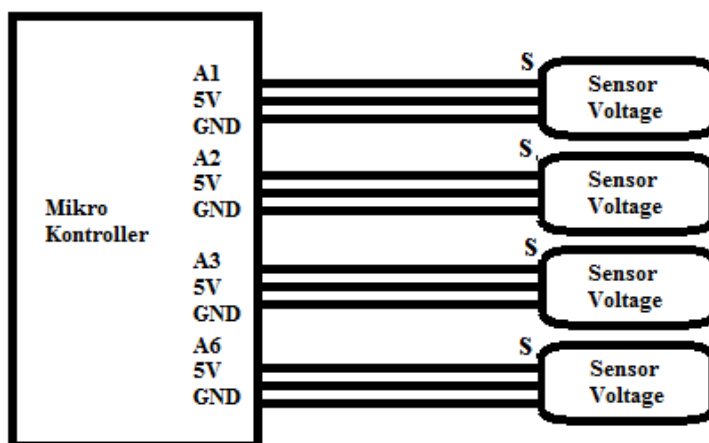 A1
5V
GND
S
Sensor
Voltage
A2
5V
GND
S
Sensor
Voltage
Mikro
Kontroller
A3
5V
GND
S
Sensor
Voltage
A6
5V
GND
S
Sensor
Voltage